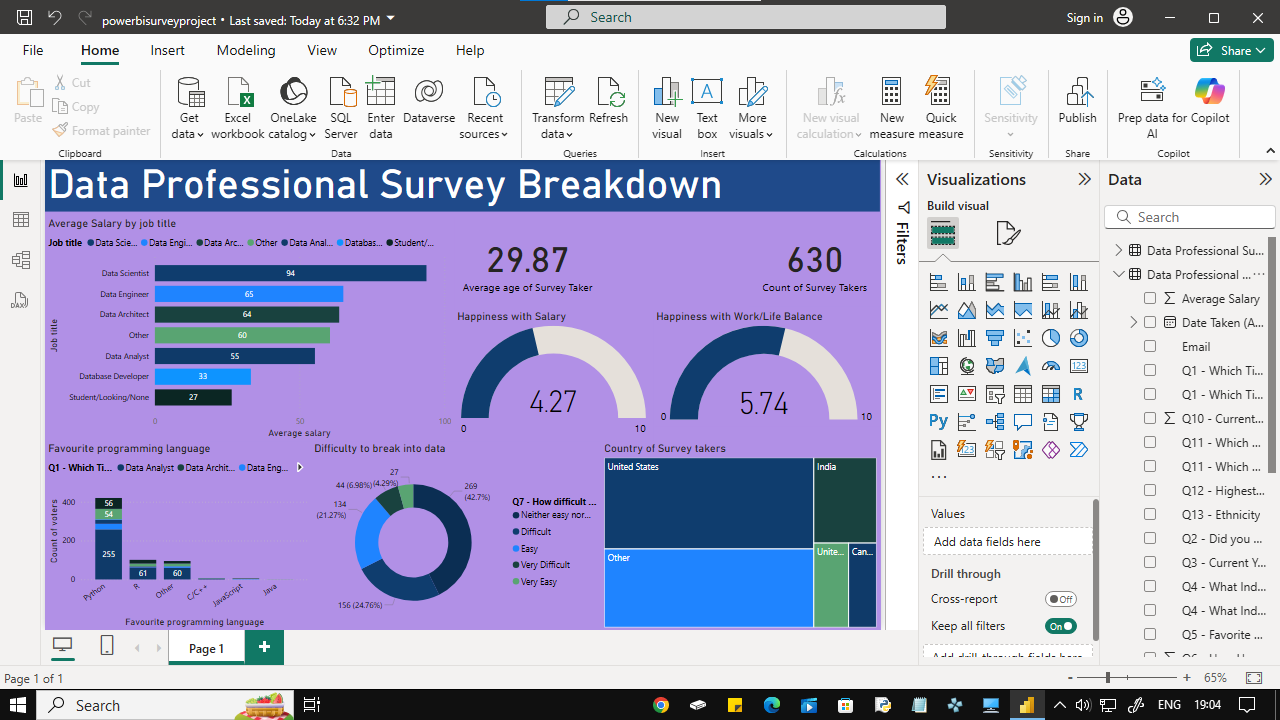 powerbisurveyproject • Last saved: Today at 6:32 PM
Search
Sign in
File Home Insert Modeling View Optimize Help
Share
Paste
Cut
Copy
Format painter
Clipboard
Get data
Excel workbook
OneLake catalog
SQL Server
Enter data
Dataverse
Recent sources
Data
Transform data
Refresh
Queries
New visual
Text box
More visuals
Insert
New visual calculation
New measure
Quick measure
Calculations
Sensitivity
Sensitivity
Publish
Share
Prep data for AI
Copilot
Copilot
Data Professional Survey Breakdown
Average Salary by job title
Job title Data Scie... Data Engi... Data Arc... Other Data Anal... Databas... Student/...
Job title
Data Scientist 94
Data Engineer 65
Data Architect 64
Other 60
Data Analyst 55
Database Developer 33
Student/Looking/None 27
0 50 100
Average salary
29.87
Average age of Survey Taker
630
Count of Survey Takers
Happiness with Salary
4.27
0 10
Happiness with Work/Life Balance
5.74
0 10
Favourite programming language
Q1 - Which Ti... Data Analyst Data Archit... Data Eng...
Count of voters
400
200
0
56
54
255
61
60
Python R Other C/C++ JavaScript Java
Favourite programming language
Difficulty to break into data
27
(4.29%)
44 (6.98%)
269
(42.7%)
134
(21.27%)
156 (24.76%)
Q7 - How difficult ...
Neither easy nor...
Difficult
Easy
Very Difficult
Very Easy
Country of Survey takers
United States
India
Other
Unite...
Can...
Filters
Visualizations
Build visual
123
R
Py
123
...
Values
Add data fields here
Drill through
Cross-report
Off
Keep all filters
On
Add drill-through fields here
Data
Search
Data Professional Su...
Data Professional ...
Average Salary
Date Taken (A...
Email
Q1 - Which Ti...
Q1 - Which Ti...
Q10 - Current...
Q11 - Which ...
Q11 - Which ...
Q12 - Highest...
Q13 - Ethnicity
Q2 - Did you ...
Q3 - Current Y...
Q4 - What Ind...
Q4 - What Ind...
Q5 - Favorite ...
DAX
Page 1
Page 1 of 1
- + 65%
Search
ENG
19:04